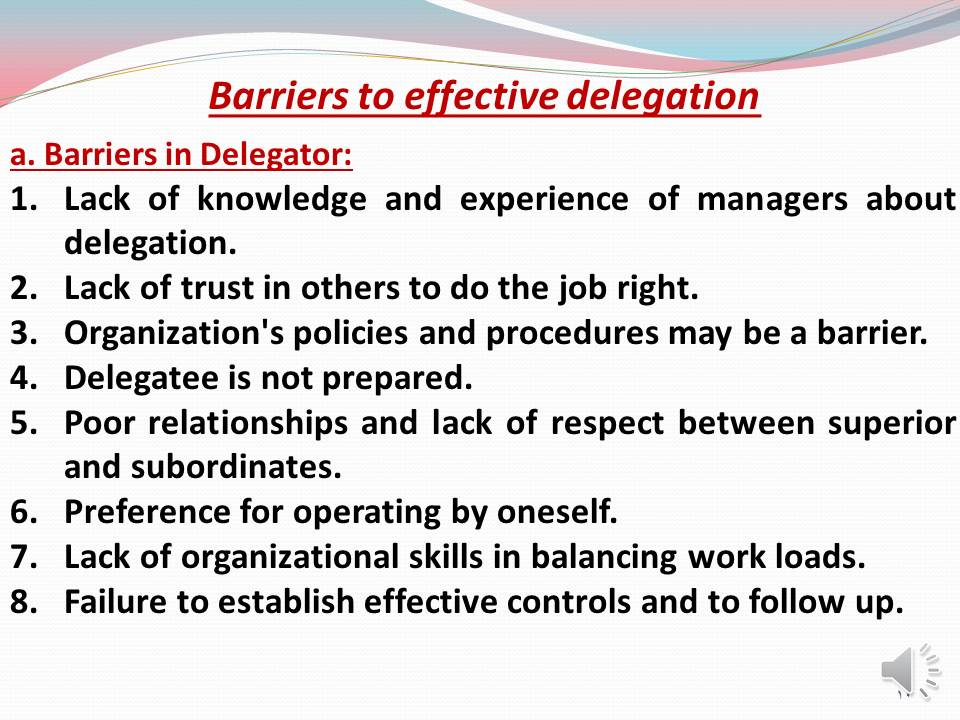 Barriers to effective delegation
a. Barriers in Delegator:
1. Lack of knowledge and experience of managers about
delegation.
2. Lack of trust in others to do the job right.
3. Organization's policies and procedures may be a barrier.
4. Delegatee is not prepared.
5. Poor relationships and lack of respect between superior
and subordinates.
6. Preference for operating by oneself.
7. Lack of organizational skills in balancing work loads.
8. Failure to establish effective controls and to follow up.